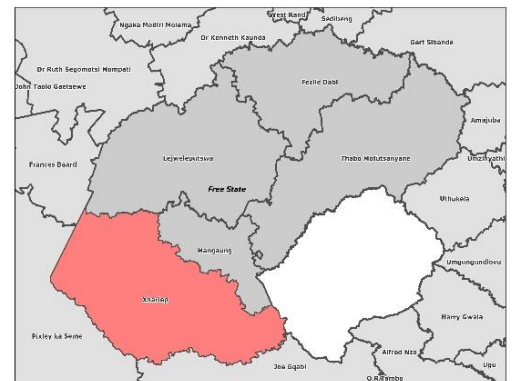 West Rand
Sedibeng
Ngaka Modiri Molema
Dr Kenneth Kaunda
Gert Sibande
Dr Ruth Segomotsi Mompati
Fezile Dabi
John Taolo Gaetsewe
Amajuba
Frances Baard
Lejweleputswa
Thabo Mofutsanyane
Umzinyathi
Free State
Uthukela
Mangaung
Umgungundlovu
Xhariep
Harry Gwala
Pixley ka Seme
Alfred Nzo
Joe Gqabi
Ugu
O.R.Tambo